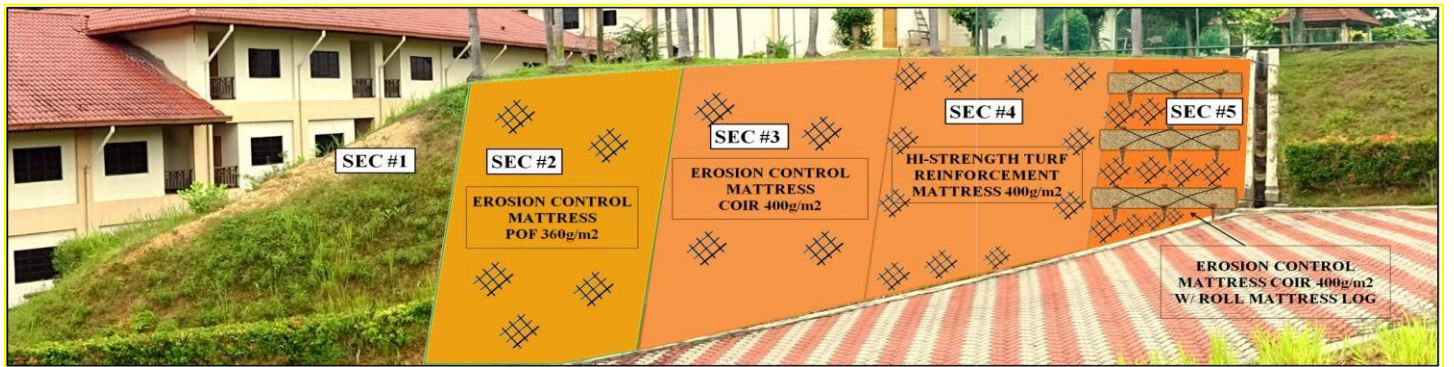 SEC #1
SEC #2
EROSION CONTROL
MATTRESS
POF 360g/m2
SEC #3
EROSION CONTROL
MATTRESS
COIR 400g/m2
SEC #4
HI-STRENGTH TURF
REINFORCEMENT
MATTRESS 400g/m2
SEC #5
EROSION CONTROL
MATTRESS COIR 400g/m2
W/ ROLL MATTRESS LOG